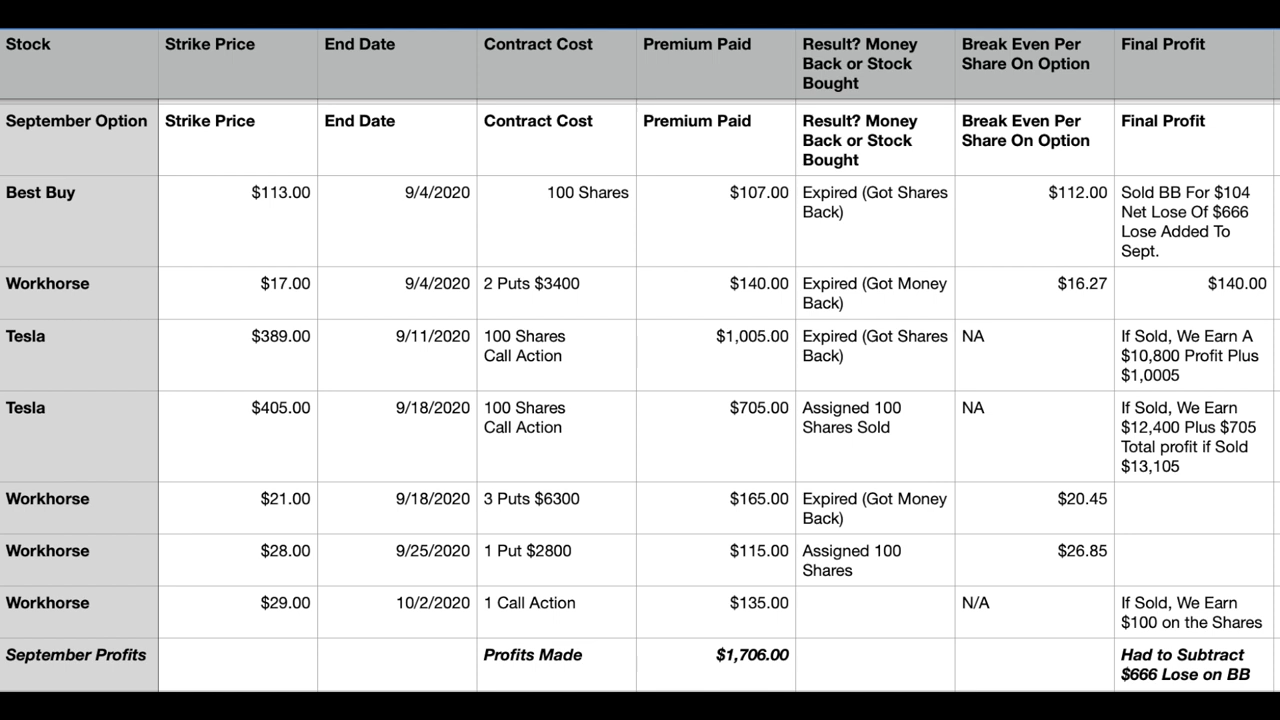 Stock Strike Price End Date Contract Cost Premium Paid Result? Money Back or Stock Bought Break Even Per Share On Option Final Profit
September Option Strike Price End Date Contract Cost Premium Paid Result? Money Back or Stock Bought Break Even Per Share On Option Final Profit
Best Buy $113.00 9/4/2020 100 Shares $107.00 Expired (Got Shares Back) $112.00 Sold BB For $104 Net Lose Of $666 Lose Added To Sept.
Workhorse $17.00 9/4/2020 2 Puts $3400 $140.00 Expired (Got Money Back) $16.27 $140.00
Tesla $389.00 9/11/2020 100 Shares Call Action $1,005.00 Expired (Got Shares Back) NA If Sold, We Earn A $10,800 Profit Plus $1,0005
Tesla $405.00 9/18/2020 100 Shares Call Action $705.00 Assigned 100 Shares Sold NA If Sold, We Earn $12,400 Plus $705 Total profit if Sold $13,105
Workhorse $21.00 9/18/2020 3 Puts $6300 $165.00 Expired (Got Money Back) $20.45
Workhorse $28.00 9/25/2020 1 Put $2800 $115.00 Assigned 100 Shares $26.85
Workhorse $29.00 10/2/2020 1 Call Action $135.00 N/A If Sold, We Earn $100 on the Shares
September Profits Profits Made $1,706.00 Had to Subtract $666 Lose on BB